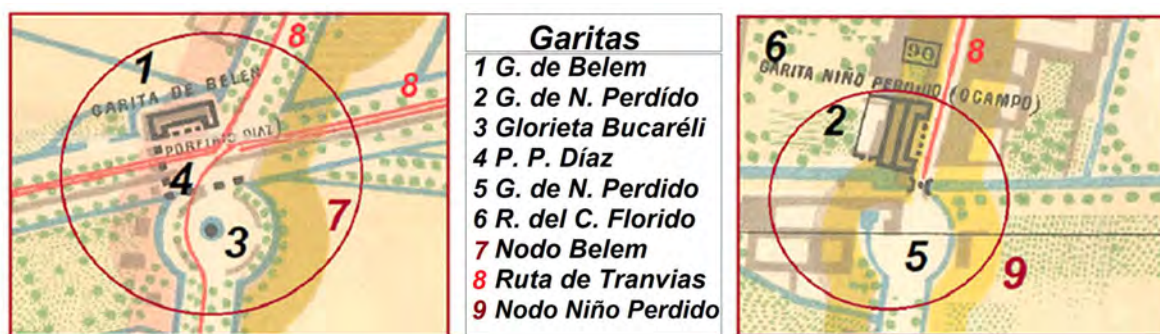 8
1
8
GARITA DE BELEN
PORFIRIO DIAZ)
4
7
3
Garitas
1 G. de Belem
2 G. de N. Perdído
3 Glorieta Bucaréli
4 P. P. Díaz
5 G. de N. Perdido
6 R. del C. Florido
7 Nodo Belem
8 Ruta de Tranvias
9 Nodo Niño Perdido
6
90
8
GARITA NIÑO PERDIDO (OCAMPO)
2
5
9